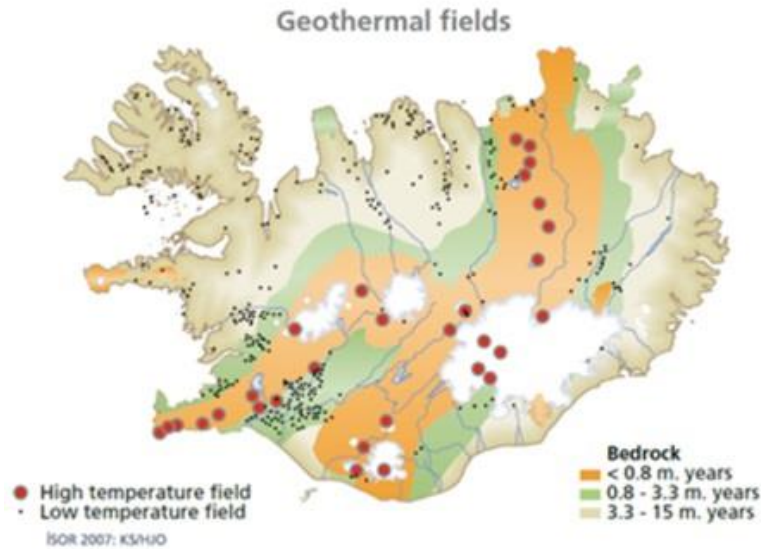 Geothermal fields
Bedrock
< 0.8 m. years
0.8 - 3.3 m. years
3.3 - 15 m. years
High temperature field
Low temperature field
ÍSOR 2007: KS/HJO